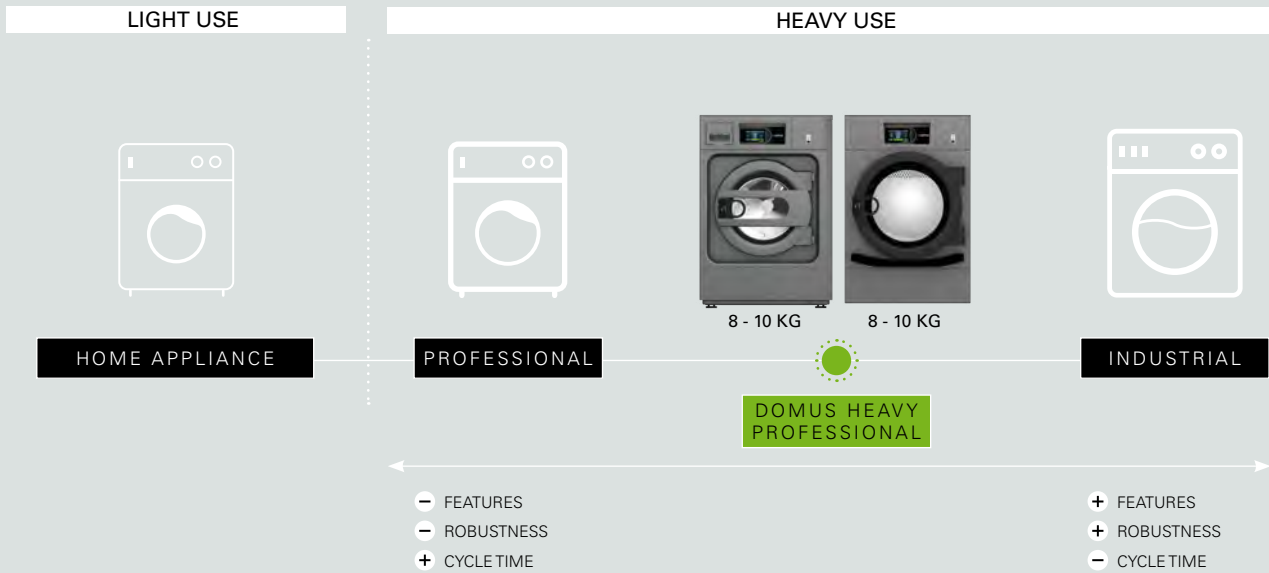 LIGHT USE
HEAVY USE
8 - 10 KG
8 - 10 KG
HOME APPLIANCE
PROFESSIONAL
INDUSTRIAL
DOMUS HEAVY
PROFESSIONAL
− FEATURES
− ROBUSTNESS
+ CYCLE TIME
+ FEATURES
+ ROBUSTNESS
− CYCLE TIME